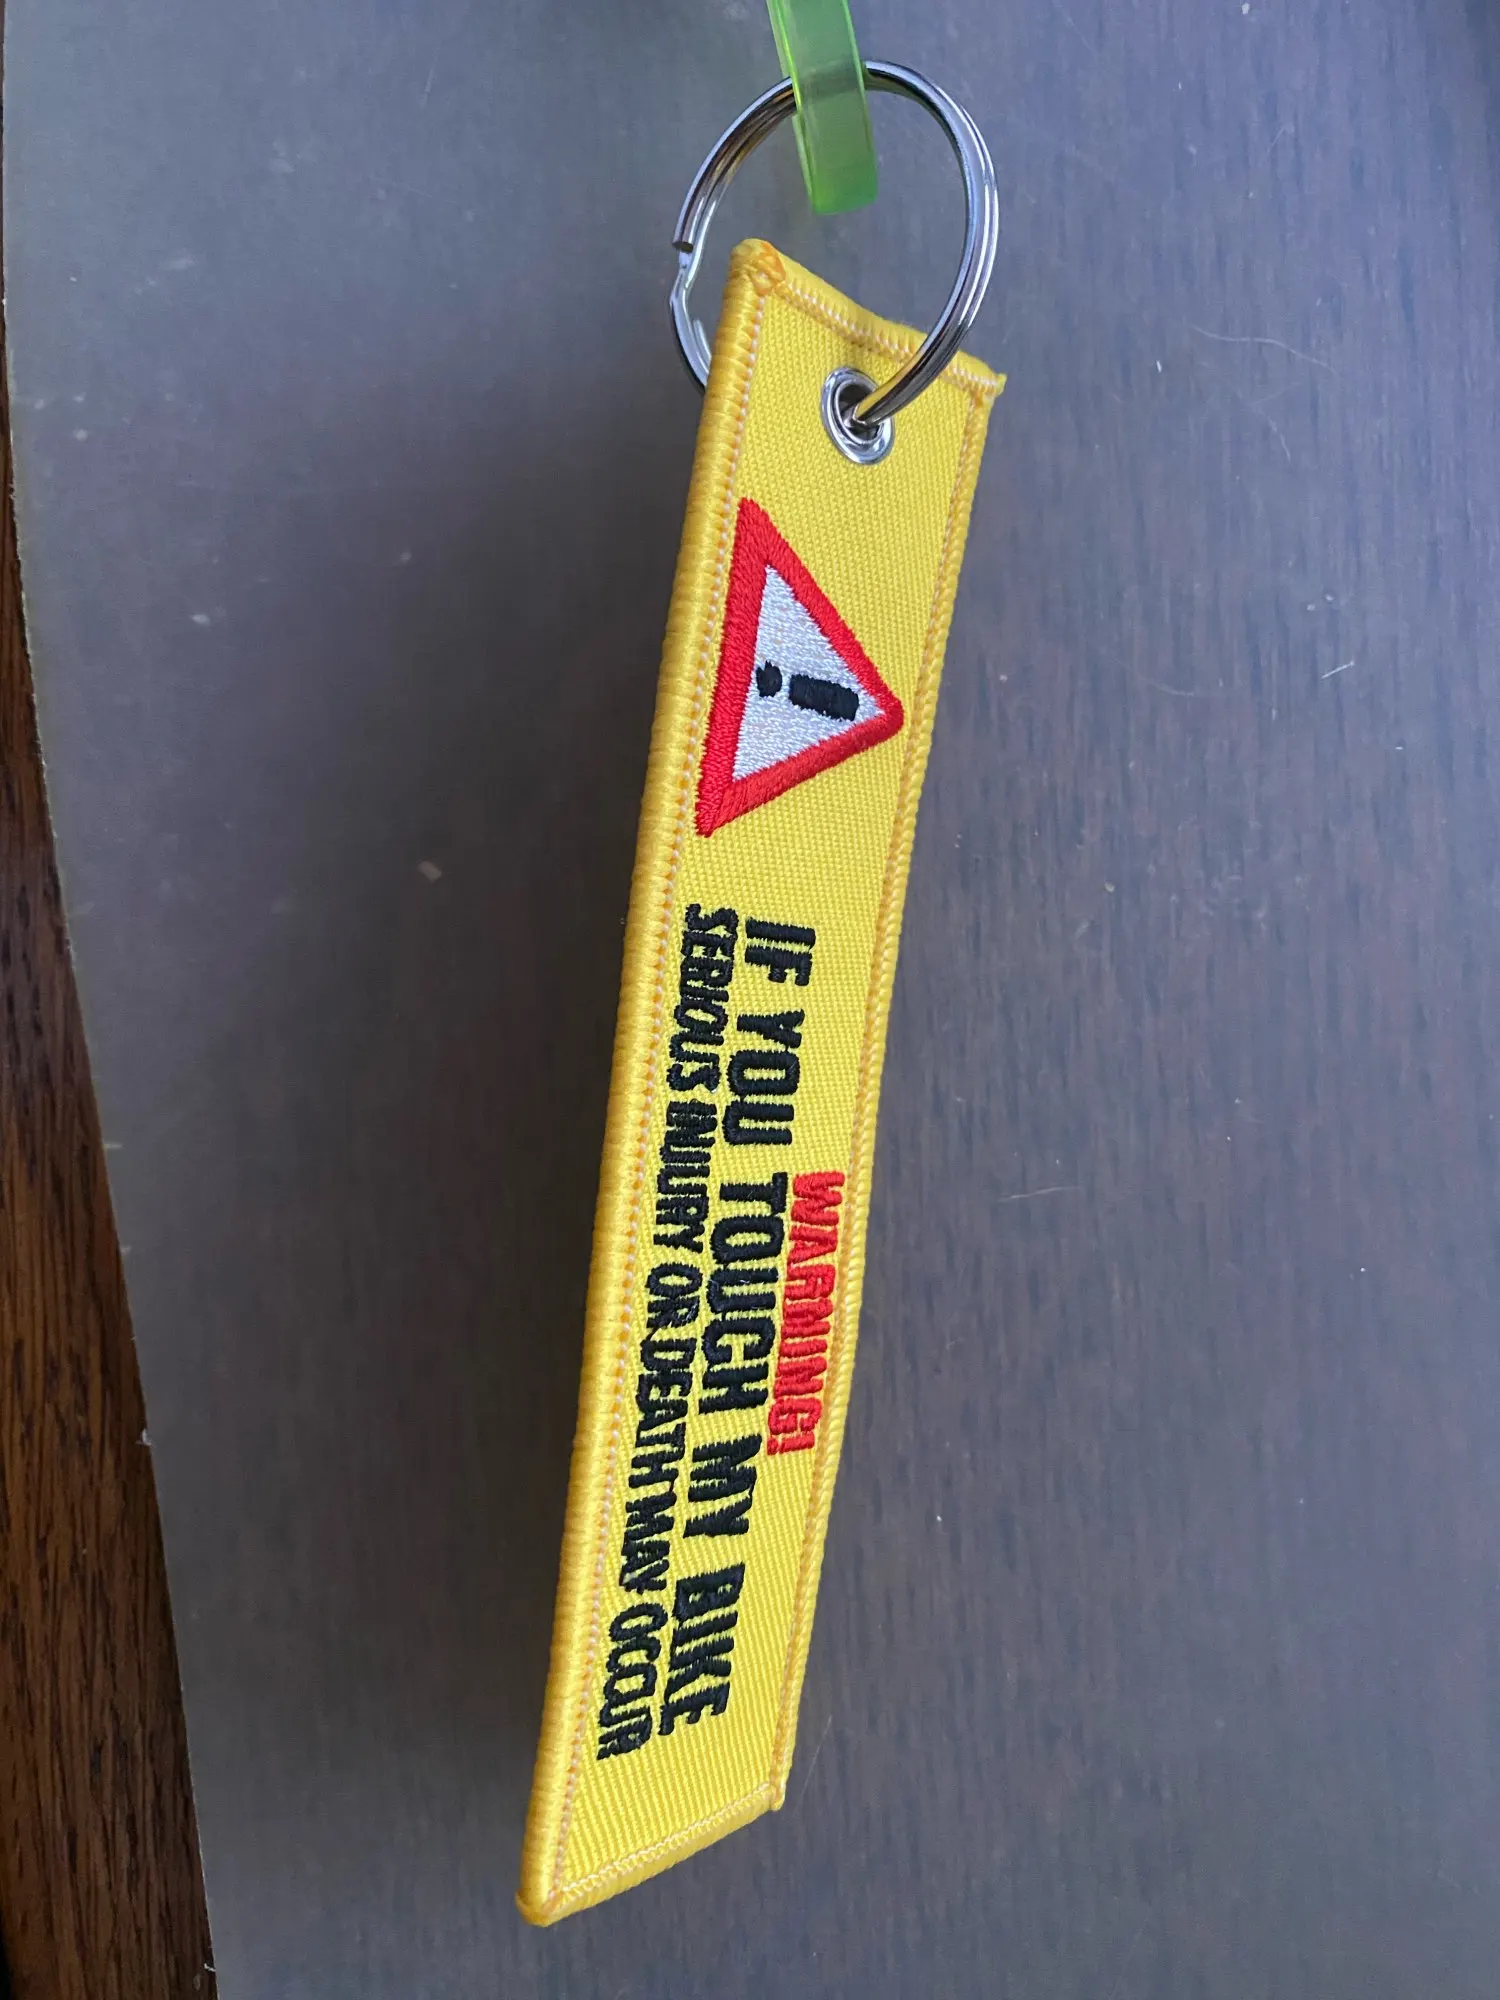 !
WARNING!
IF YOU TOUCH MY BIKE
SERIOUS INJURY OR DEATH MAY OCCUR